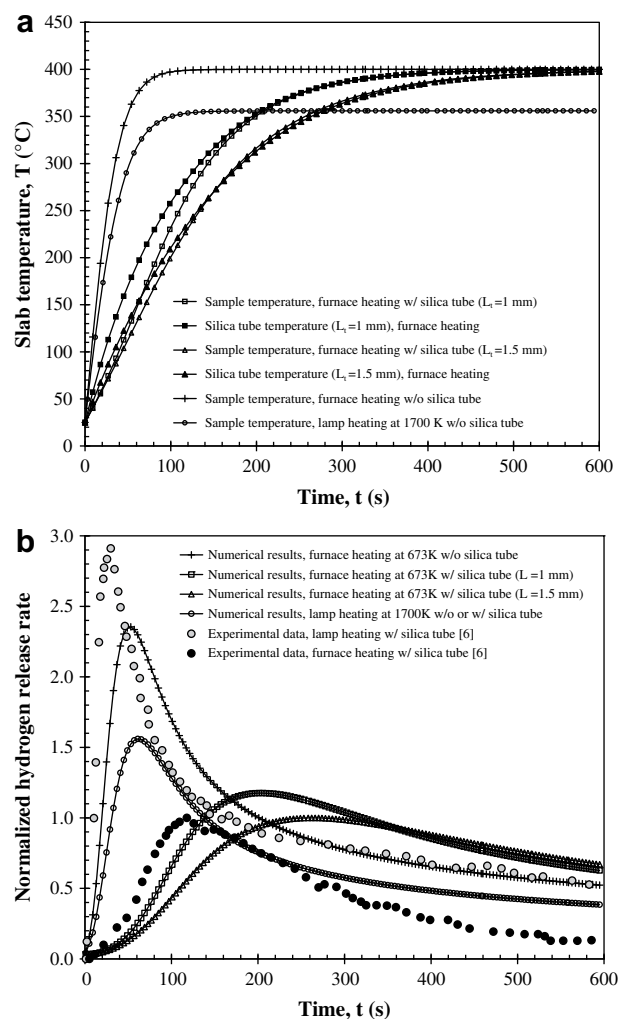 a
450
400
350
300
250
200
150
100
50
0
Slab temperature, T (°C)
Sample temperature, furnace heating w/ silica tube (Lt=1 mm)
Silica tube temperature (Lt=1 mm), furnace heating
Sample temperature, furnace heating w/ silica tube (Lt=1.5 mm)
Silica tube temperature (Lt=1.5 mm), furnace heating
Sample temperature, furnace heating w/o silica tube
Sample temperature, lamp heating at 1700 K w/o silica tube
0 100 200 300 400 500 600
Time, t (s)
b
3.0
2.5
2.0
1.5
1.0
0.5
0.0
Normalized hydrogen release rate
Numerical results, furnace heating at 673K w/o silica tube
Numerical results, furnace heating at 673K w/ silica tube (L =1 mm)
Numerical results, furnace heating at 673K w/ silica tube (L =1.5 mm)
Numerical results, lamp heating at 1700K w/o or w/ silica tube
Experimental data, lamp heating w/ silica tube [6]
Experimental data, furnace heating w/ silica tube [6]
0 100 200 300 400 500 600
Time, t (s)